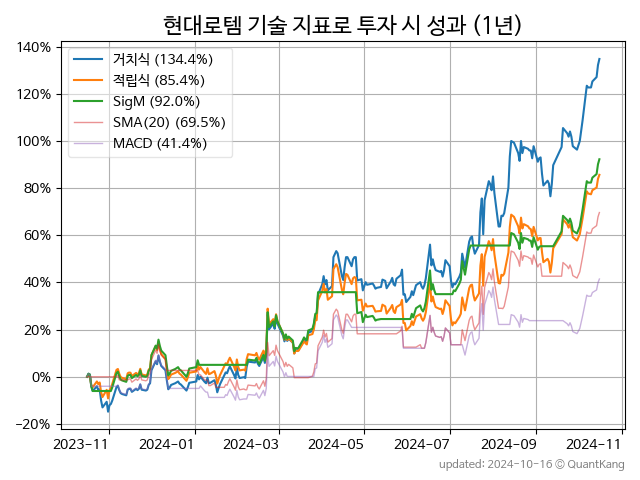 현대로템 기술 지표로 투자 시 성과 (1년)
140%
120%
100%
80%
60%
40%
20%
0%
−20%
거치식 (134.4%)
적립식 (85.4%)
SigM (92.0%)
SMA(20) (69.5%)
MACD (41.4%)
2023-11 2024-01 2024-03 2024-05 2024-07 2024-09 2024-11
updated: 2024-10-16 © QuantKang